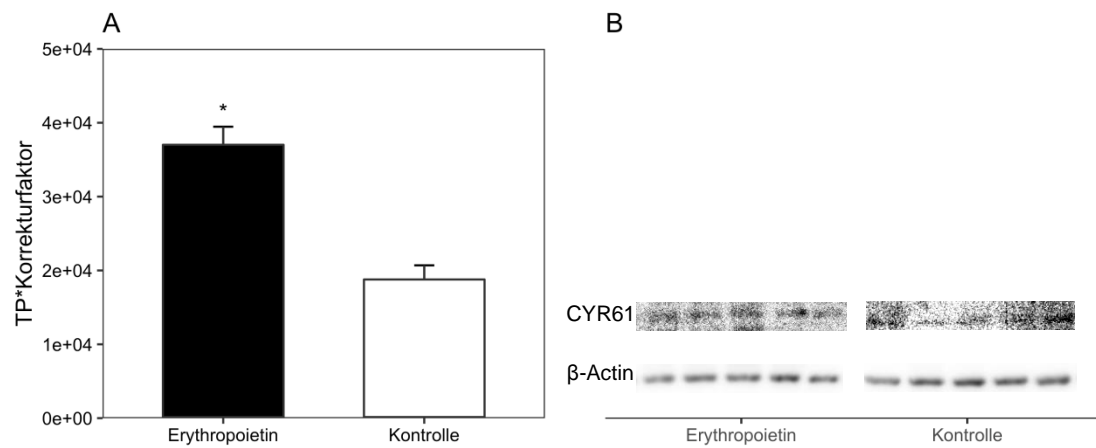 A
5e+04
4e+04
3e+04
2e+04
1e+04
0e+00
TP*Korrekturfaktor
*
Erythropoietin
Kontrolle
B
CYR61
β-Actin
Erythropoietin
Kontrolle